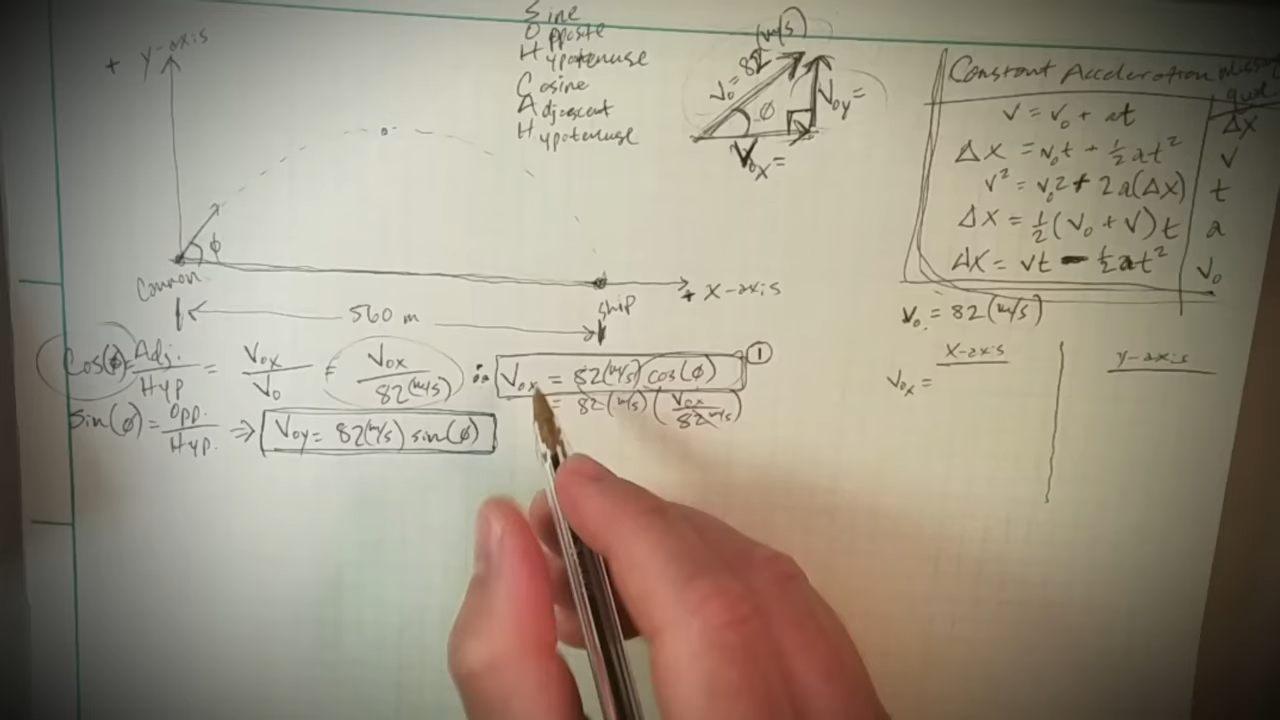 + y-axis
Sine
Opposite
Hypotenuse
Cosine
Adjacent
Hypotenuse
V₀ = 82 (m/s)
ϕ
V₀y =
V₀x =
Constant Acceleration
V = V₀ + at
ΔX
ΔX = V₀t + ½at²
V
V² = V₀² + 2a(ΔX)
t
ΔX = ½(V₀ + V)t
a
ΔX = Vt - ½at²
V₀
ϕ
Cannon
ship
+ X-axis
560 m
V₀ = 82 (m/s)
X-axis
y-axis
V₀x =
Cos(ϕ) = Adj./Hyp = V₀x/V₀ = V₀x/82(m/s) ∴ V₀x = 82(m/s) cos(ϕ) ①
= 82(m/s) (V₀x/82m/s)
Sin(ϕ) = Opp./Hyp. ⇒ V₀y = 82(m/s) sin(ϕ)